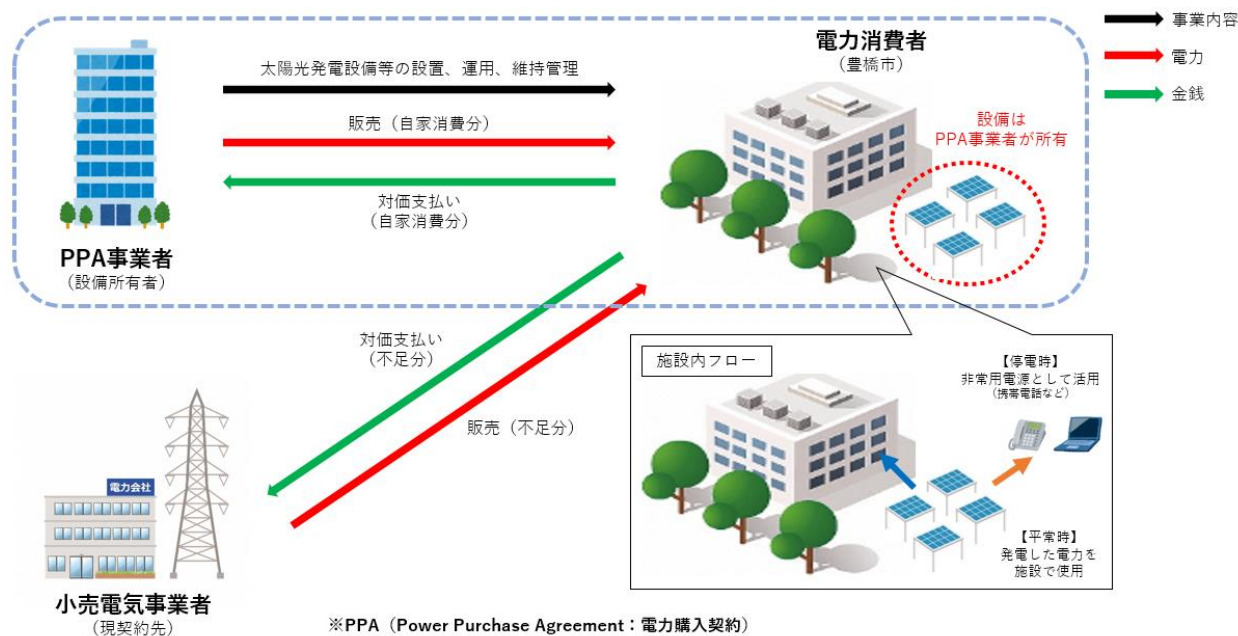 電力消費者
（豊橋市）
事業内容
電力
金銭
太陽光発電設備等の設置、運用、維持管理
販売（自家消費分）
対価支払い
（自家消費分）
設備は
PPA事業者が所有
PPA事業者
（設備所有者）
対価支払い
（不足分）
販売（不足分）
電力会社
小売電気事業者
（現契約先）
施設内フロー
【停電時】
非常用電源として活用
（携帯電話など）
【平常時】
発電した電力を
施設で使用
※PPA（Power Purchase Agreement：電力購入契約）